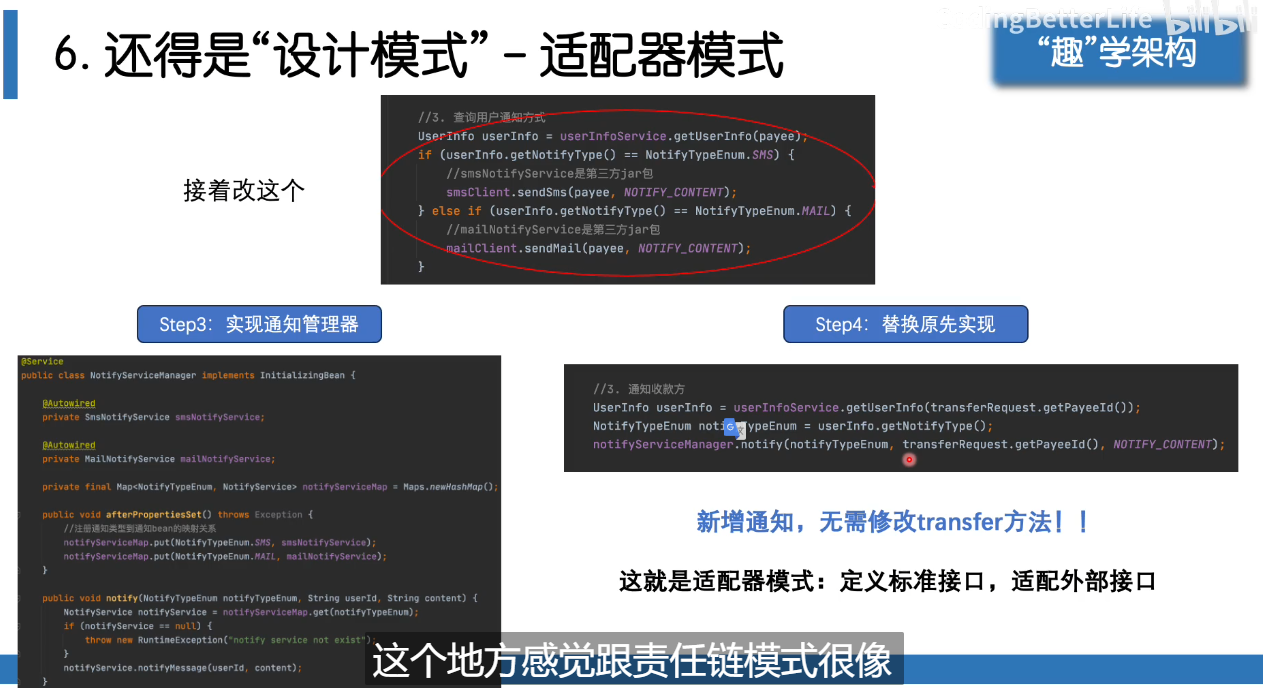 6. 还得是“设计模式” – 适配器模式
ngBetterLife bilibili
“趣”学架构
接着改这个
//3. 查询用户通知方式
UserInfo userInfo = userInfoService.getUserInfo(payee);
if (userInfo.getNotifyType() == NotifyTypeEnum.SMS) {
//smsNotifyService是第三方jar包
smsClient.sendSms(payee, NOTIFY_CONTENT);
} else if (userInfo.getNotifyType() == NotifyTypeEnum.MAIL) {
//mailNotifyService是第三方jar包
mailClient.sendMail(payee, NOTIFY_CONTENT);
}
Step3：实现通知管理器
@Service
public class NotifyServiceManager implements InitializingBean {
@Autowired
private SmsNotifyService smsNotifyService;
@Autowired
private MailNotifyService mailNotifyService;
private final Map<NotifyTypeEnum, NotifyService> notifyServiceMap = Maps.newHashMap();
public void afterPropertiesSet() throws Exception {
//注册通知类型到通知bean的映射关系
notifyServiceMap.put(NotifyTypeEnum.SMS, smsNotifyService);
notifyServiceMap.put(NotifyTypeEnum.MAIL, mailNotifyService);
}
public void notify(NotifyTypeEnum notifyTypeEnum, String userId, String content) {
NotifyService notifyService = notifyServiceMap.get(notifyTypeEnum);
if (notifyService == null) {
throw new RuntimeException("notify service not exist");
}
notifyService.notifyMessage(userId, content);
}
Step4：替换原先实现
//3. 通知收款方
UserInfo userInfo = userInfoService.getUserInfo(transferRequest.getPayeeId());
NotifyTypeEnum notifyTypeEnum = userInfo.getNotifyType();
notifyServiceManager.notify(notifyTypeEnum, transferRequest.getPayeeId(), NOTIFY_CONTENT);
新增通知，无需修改transfer方法！！
这就是适配器模式：定义标准接口，适配外部接口
这个地方感觉跟责任链模式很像